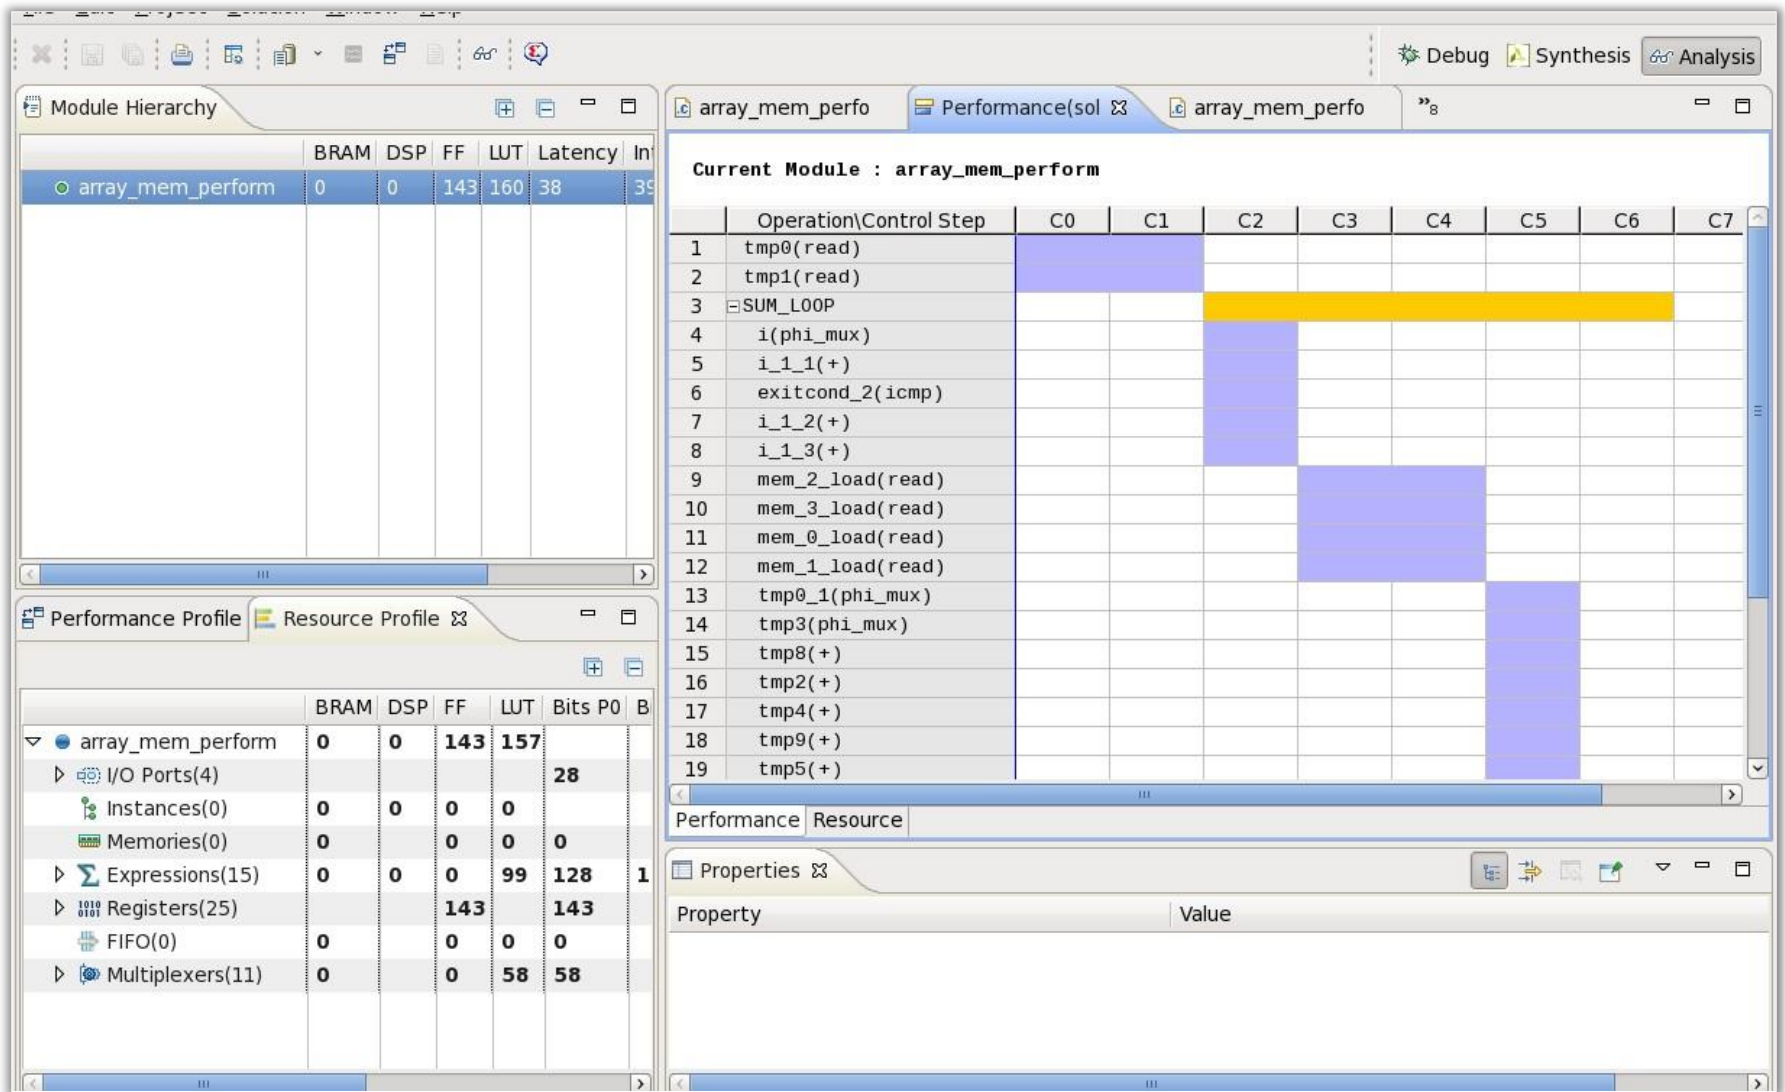 Debug Synthesis Analysis
Module Hierarchy
BRAM DSP FF LUT Latency
array_mem_perform 0 0 143 160 38 39
Performance Profile Resource Profile
BRAM DSP FF LUT Bits P0
array_mem_perform 0 0 143 157
I/O Ports(4) 28
Instances(0) 0 0 0 0
Memories(0) 0 0 0 0
Expressions(15) 0 0 0 99 128 1
Registers(25) 143 143
FIFO(0) 0 0 0 0
Multiplexers(11) 0 0 58 58
array_mem_perfo Performance(sol array_mem_perfo »8
Current Module : array_mem_perform
Operation\Control Step C0 C1 C2 C3 C4 C5 C6 C7
1 tmp0(read)
2 tmp1(read)
3 SUM_LOOP
4 i(phi_mux)
5 i_1_1(+)
6 exitcond_2(icmp)
7 i_1_2(+)
8 i_1_3(+)
9 mem_2_load(read)
10 mem_3_load(read)
11 mem_0_load(read)
12 mem_1_load(read)
13 tmp0_1(phi_mux)
14 tmp3(phi_mux)
15 tmp8(+)
16 tmp2(+)
17 tmp4(+)
18 tmp9(+)
19 tmp5(+)
Performance Resource
Properties
Property Value